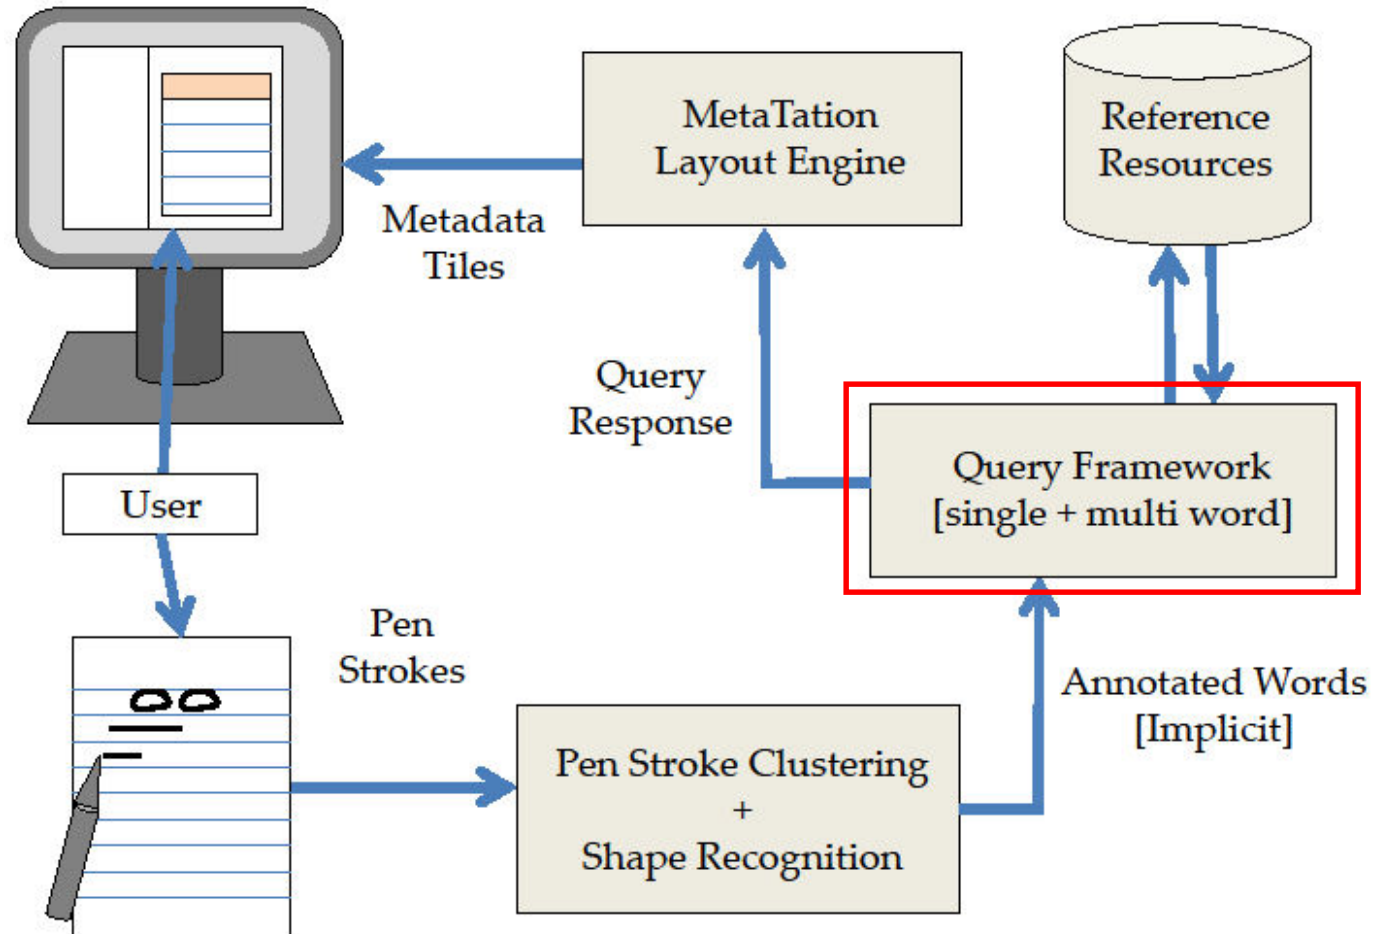 MetaTation
Layout Engine
Reference
Resources
Metadata
Tiles
Query
Response
Query Framework
[single + multi word]
User
Pen
Strokes
Annotated Words
[Implicit]
Pen Stroke Clustering
+
Shape Recognition